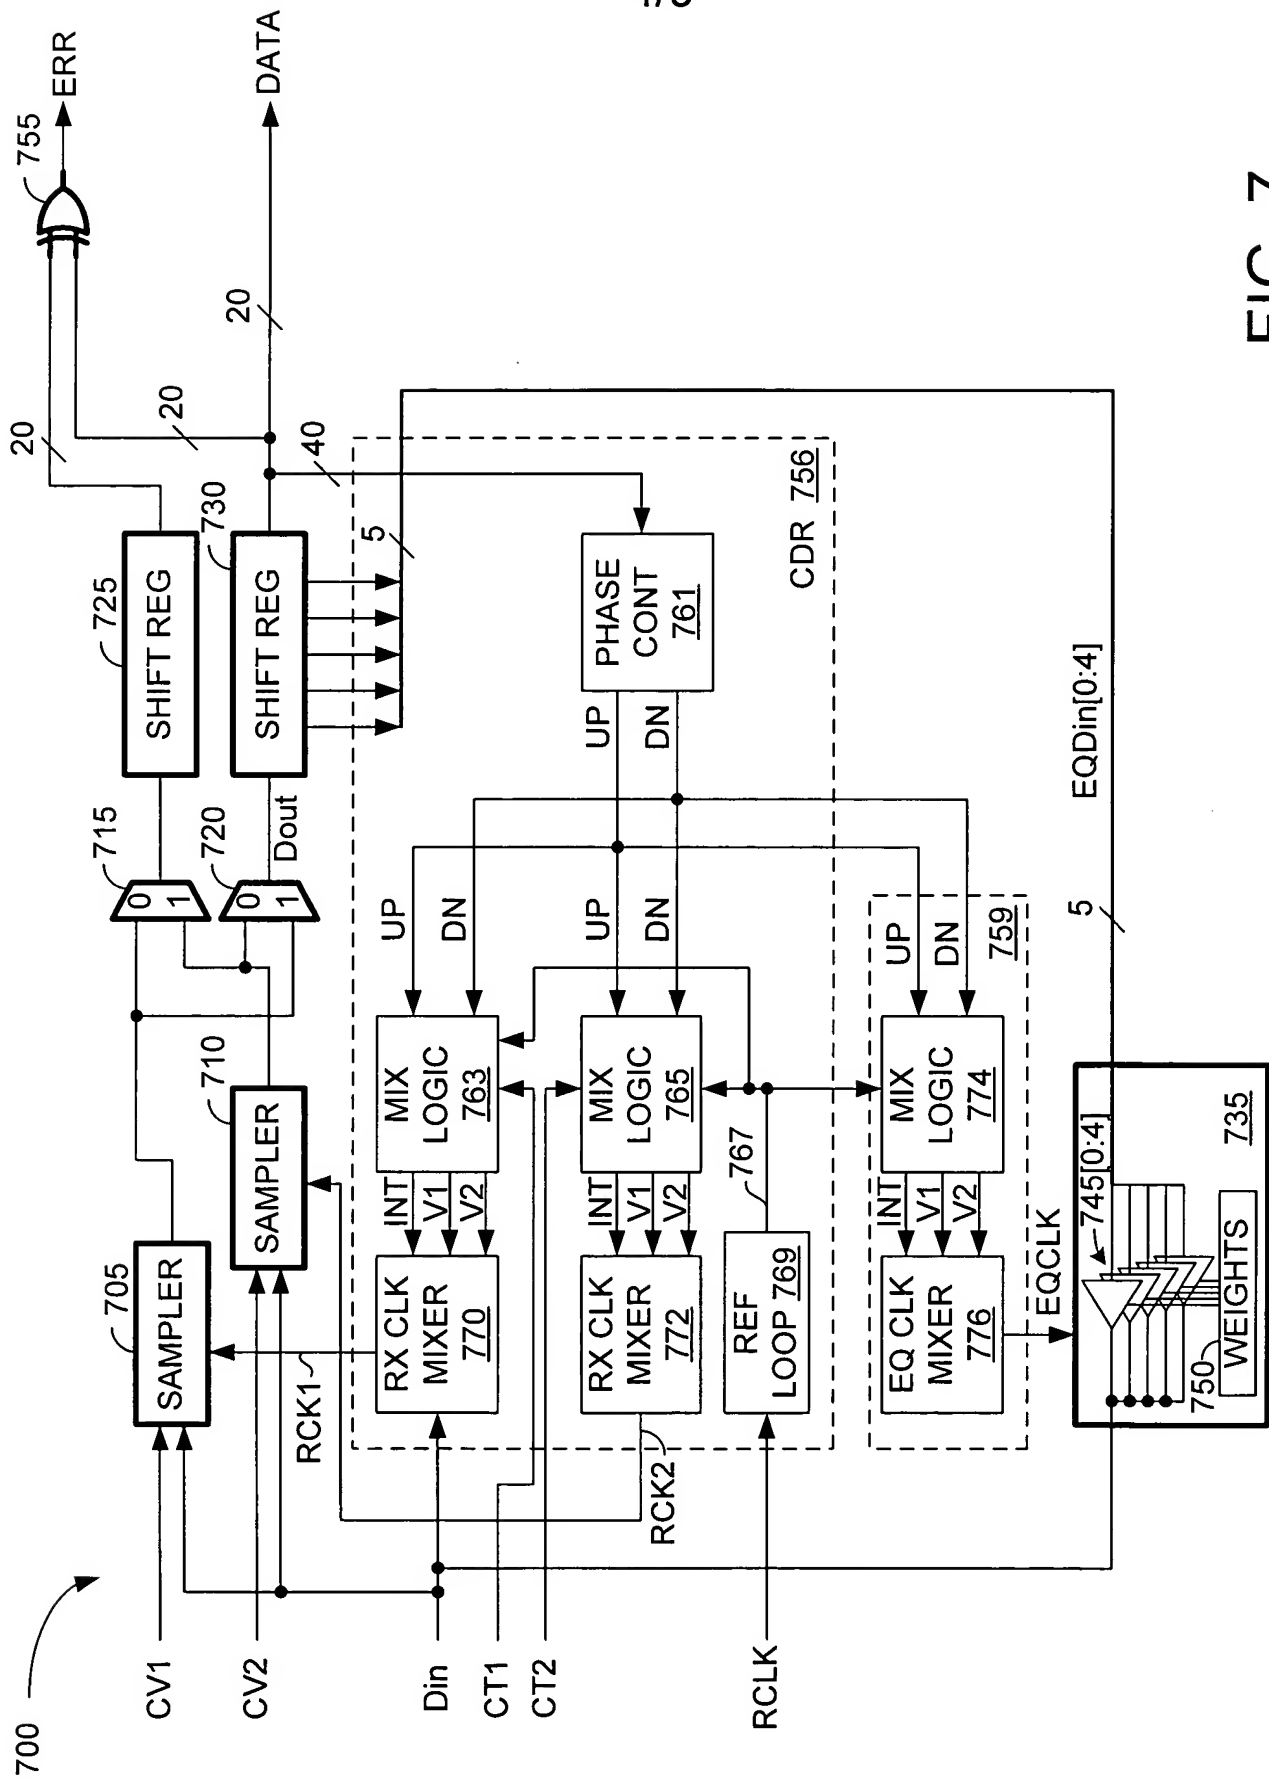 700
CV1
CV2
Din
CT1
CT2
RCLK
705
SAMPLER
710
SAMPLER
715
0
1
720
0
1
Dout
725
SHIFT REG
730
SHIFT REG
20
20
20
40
5
755
ERR
DATA
RCK1
RCK2
RX CLK
MIXER
770
INT
V1
V2
MIX
LOGIC
763
UP
DN
RX CLK
MIXER
772
INT
V1
V2
MIX
LOGIC
765
UP
DN
UP
DN
PHASE
CONT
761
CDR 756
REF
LOOP 769
767
EQ CLK
MIXER
776
INT
V1
V2
MIX
LOGIC
774
UP
DN
759
EQCLK
745[0:4]
750
WEIGHTS
735
5
EQDin[0:4]